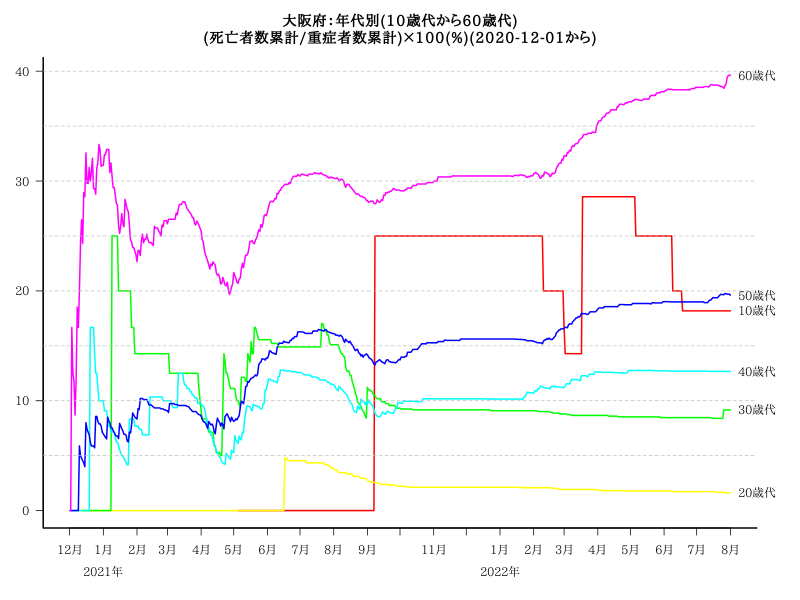 大阪府：年代別(10歳代から60歳代)
(死亡者数累計/重症者数累計)×100(%)(2020-12-01から)
40
30
20
10
0
60歳代
50歳代
10歳代
40歳代
30歳代
20歳代
12月 1月 2月 3月 4月 5月 6月 7月 8月 9月 11月 1月 2月 3月 4月 5月 6月 7月 8月
2021年 2022年